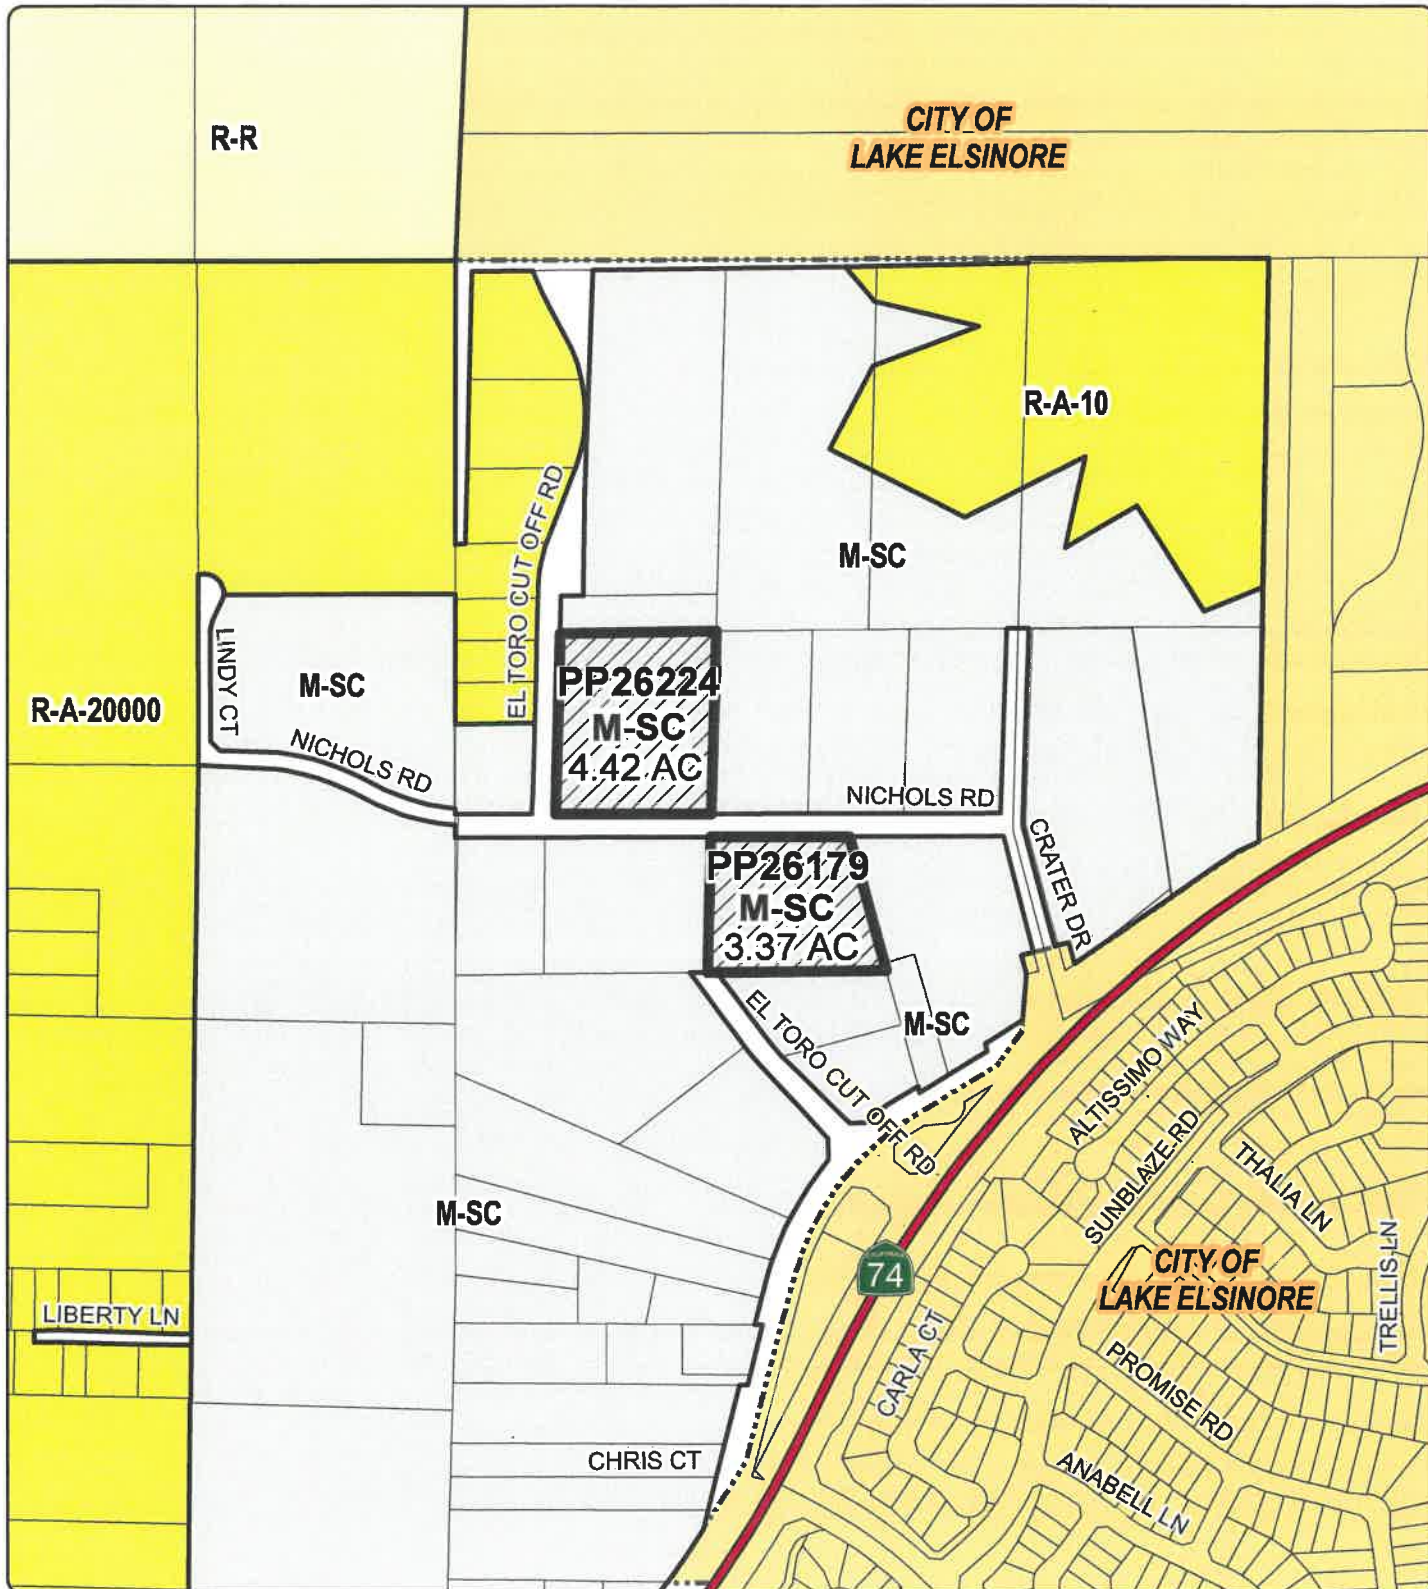 CITY OF
LAKE ELSINORE
R-R
R-A-10
EL TORO CUT OFF RD
M-SC
LINDY CT
M-SC
R-A-20000
PP26224
M-SC
4.42 AC
NICHOLS RD
NICHOLS RD
CRATER DR
PP26179
M-SC
3.37 AC
EL TORO CUT OFF RD
M-SC
ALTISSIMO WAY
SUNBLAZE RD
THALIA LN
M-SC
74
CITY OF
LAKE ELSINORE
TRELLIS LN
LIBERTY LN
CARLA CT
PROMISE RD
CHRIS CT
ANABELL LN